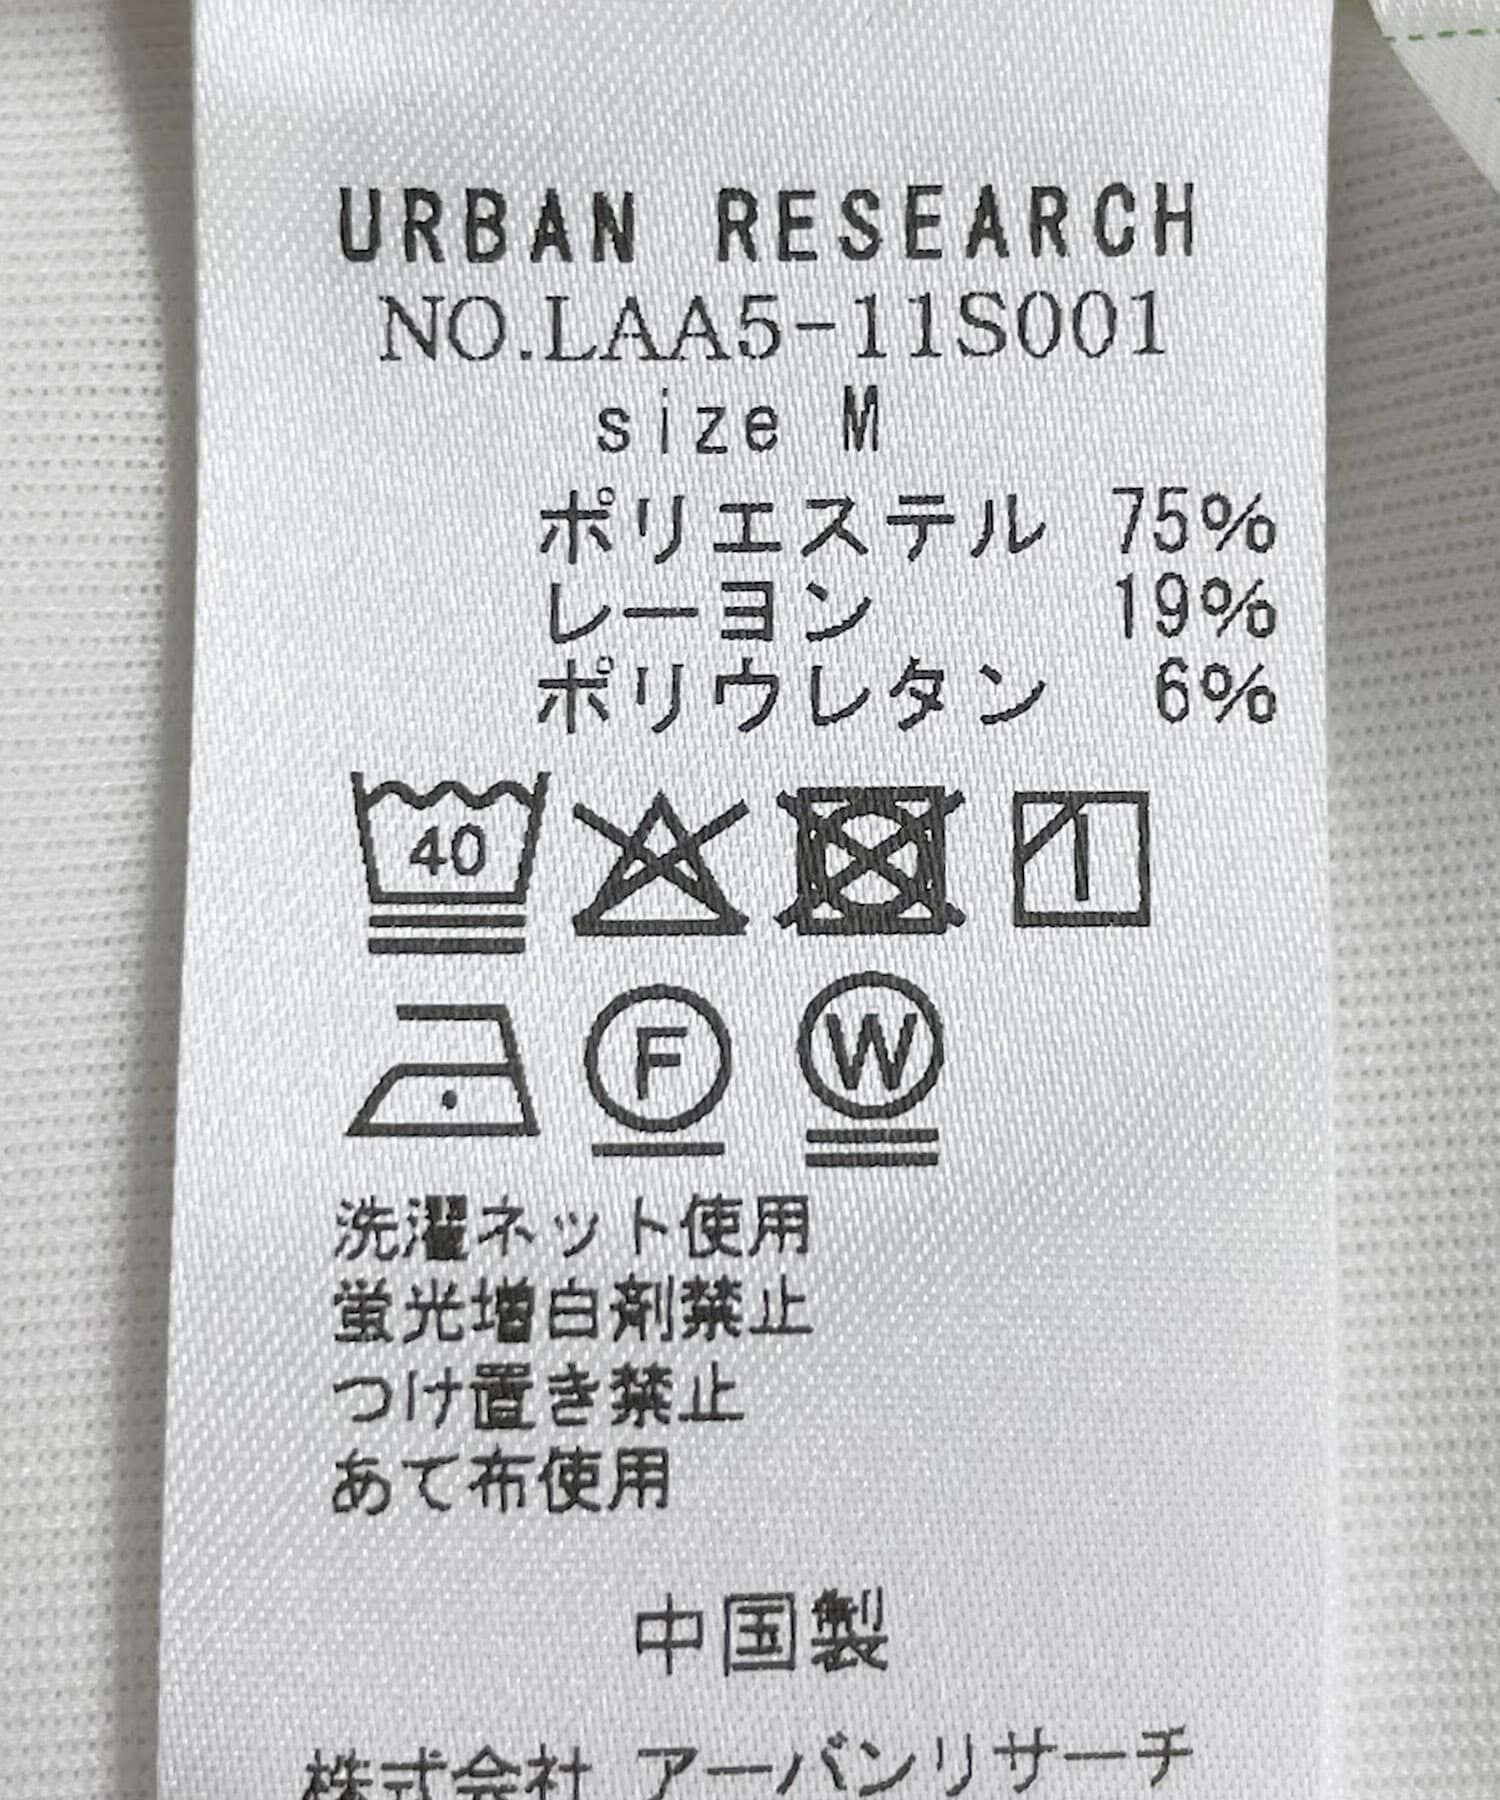 URBAN RESEARCH
NO.LAA5-11S001
size M
ポリエステル 75%
レーヨン 19%
ポリウレタン 6%
40
F W
洗濯ネット使用
蛍光増白剤禁止
つけ置き禁止
あて布使用
中国製
株式会社 アーバンリサーチ